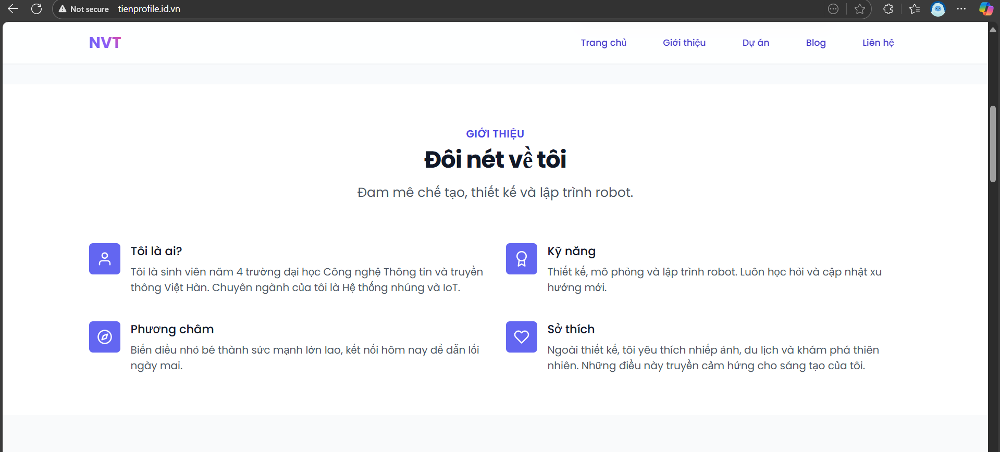 Not secure tienprofile.id.vn
NVT
Trang chủ
Giới thiệu
Dự án
Blog
Liên hệ
GIỚI THIỆU
Đôi nét về tôi
Đam mê chế tạo, thiết kế và lập trình robot.
Tôi là ai?
Tôi là sinh viên năm 4 trường đại học Công nghệ Thông tin và truyền
thông Việt Hàn. Chuyên ngành của tôi là Hệ thống nhúng và IoT.
Kỹ năng
Thiết kế, mô phỏng và lập trình robot. Luôn học hỏi và cập nhật xu
hướng mới.
Phương châm
Biến điều nhỏ bé thành sức mạnh lớn lao, kết nối hôm nay để dẫn lối
ngày mai.
Sở thích
Ngoài thiết kế, tôi yêu thích nhiếp ảnh, du lịch và khám phá thiên
nhiên. Những điều này truyền cảm hứng cho sáng tạo của tôi.